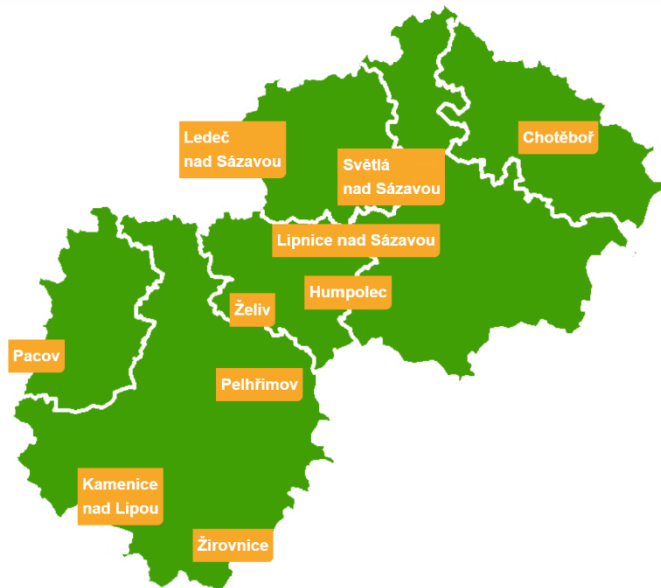 Ledeč
nad Sázavou
Chotěboř
Světlá
nad Sázavou
Lipnice nad Sázavou
Humpolec
Želiv
Pacov
Pelhřimov
Kamenice
nad Lipou
Žirovnice